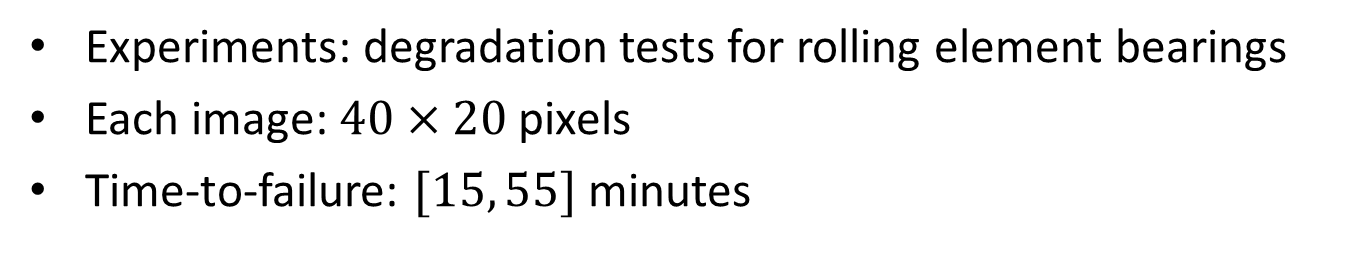 • Experiments: degradation tests for rolling element bearings
• Each image: 40 × 20 pixels
• Time-to-failure: [15, 55] minutes